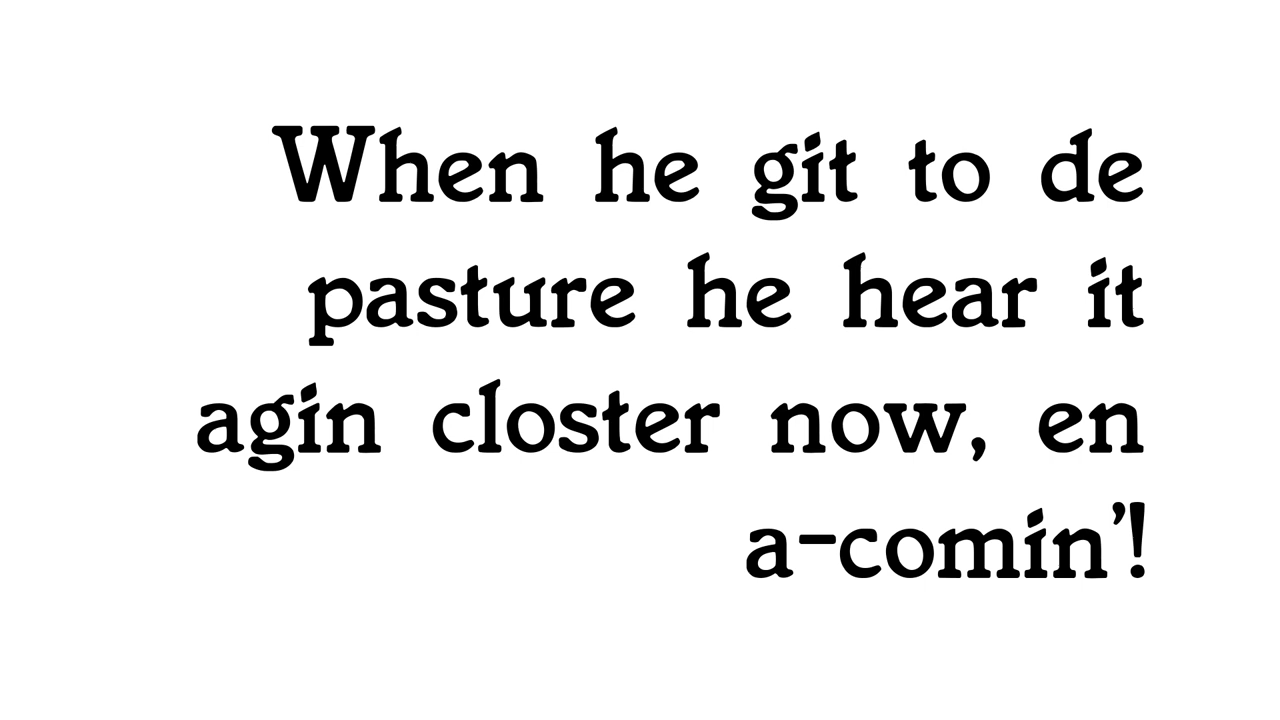 When he git to de
pasture he hear it
agin closter now, en
a-comin'!